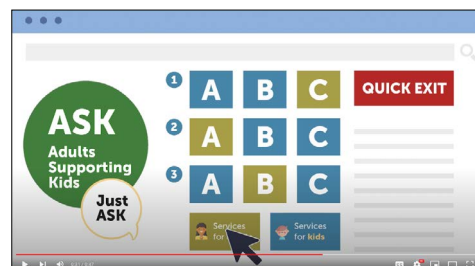 ASK
Adults
Supporting
Kids
Just
ASK
1 A B C
2 A B C
3 A B C
QUICK EXIT
Services
for
Services
for kids